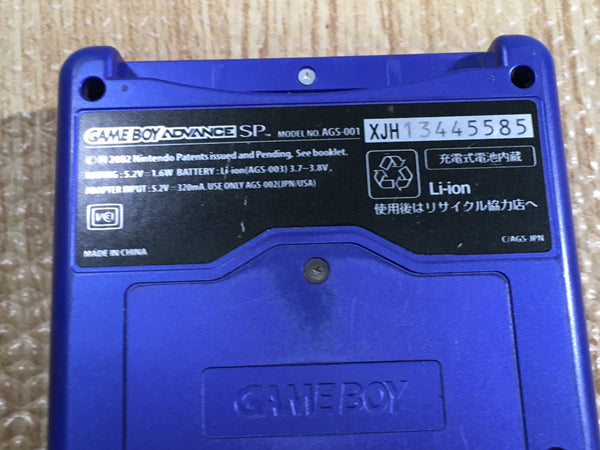 GAME BOY ADVANCE SP™ MODEL NO. AGS-001
XJH13445585
2002 Nintendo Patents issued and Pending, See booklet.
: 5.2V⎓ 1.6W BATTERY : Li-ion(AGS-003) 3.7~3.8V,
ADAPTER INPUT : 5.2V⎓ 320mA. USE ONLY AGS-002(JPN/USA)
充電式電池内蔵
Li-ion
使用後はリサイクル協力店へ
MADE IN CHINA
C/AGS-JPN
GAME BOY